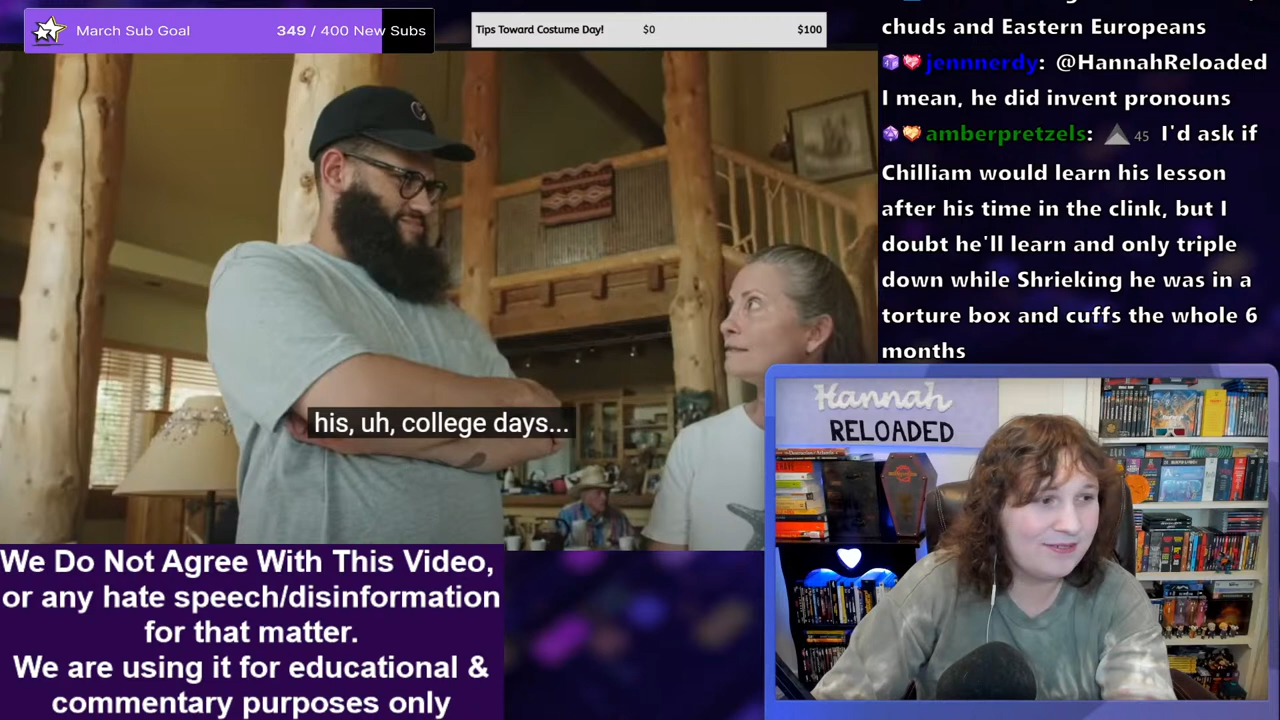 March Sub Goal 349 / 400 New Subs
Tips Toward Costume Day! $0 $100
chuds and Eastern Europeans
jennnerdy: @HannahReloaded
I mean, he did invent pronouns
amberpretzels: 45 I'd ask if
Chilliam would learn his lesson
after his time in the clink, but I
doubt he'll learn and only triple
down while Shrieking he was in a
torture box and cuffs the whole 6
months
his, uh, college days...
Hannah
RELOADED
We Do Not Agree With This Video,
or any hate speech/disinformation
for that matter.
We are using it for educational &
commentary purposes only